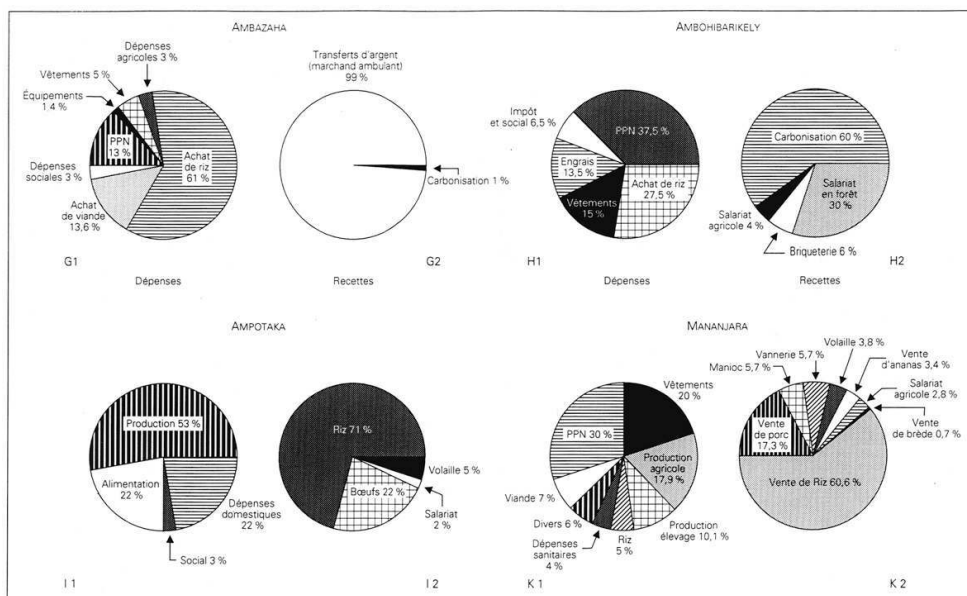 AMBAZAHA
Dépenses
agricoles 3 %
Vêtements 5 %
Équipements
1.4 %
PPN
13 %
Dépenses
sociales 3 %
Achat
de viande
13,6 %
Achat
de riz
61 %
G1
Dépenses
Transferts d'argent
(marchand ambulant)
99 %
Carbonisation 1 %
G2
Recettes
AMBOHIBARIKELY
Impôt
et social 6,5 %
PPN 37,5 %
Engrais
13,5 %
Achat de riz
27,5 %
Vêtements
15 %
H1
Dépenses
Carbonisation 60 %
Salariat
en forêt
30 %
Salariat
agricole 4 %
Briqueterie 6 %
H2
Recettes
AMPOTAKA
Production 53 %
Alimentation
22 %
Dépenses
domestiques
22 %
Social 3 %
I 1
Riz 71 %
Volaille 5 %
Bœufs 22 %
Salariat
2 %
I 2
MANANJARA
Vêtements
20 %
PPN 30 %
Production
agricole
17,9 %
Viande 7 %
Divers 6 %
Dépenses
sanitaires
4 %
Riz
5 %
Production
élevage 10,1 %
K 1
Vannerie 5,7 %
Manioc 5,7 %
Volaille 3,8 %
Vente
d'ananas 3,4 %
Salariat
agricole 2,8 %
Vente
de brède 0,7 %
Vente
de porc
17,3 %
Vente de Riz 60,6 %
K 2